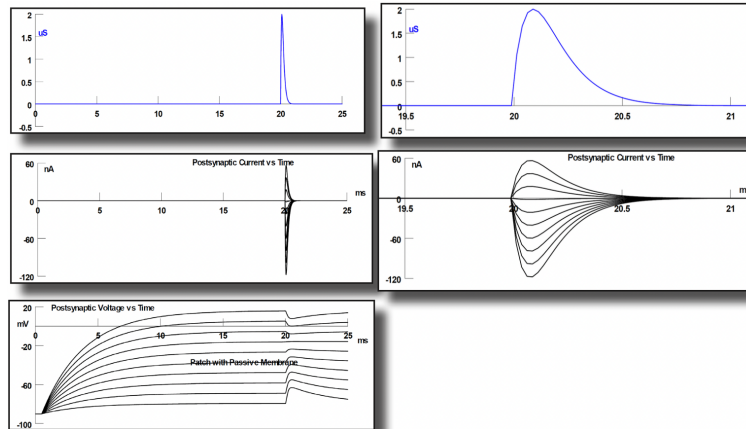 2
uS
1.5
1
0.5
0
0 5 10 15 20 25
-0.5
2
uS
1.5
1
0.5
0
19.5 20 20.5 21
-0.5
60
nA
Postsynaptic Current vs Time
ms
0
0 5 10 15 20 25
-60
-120
60
nA
Postsynaptic Current vs Time
0
19.5 20 20.5 21
-60
-120
20
Postsynaptic Voltage vs Time
mV
0 5 10 15 20 25
ms
-20
Patch with Passive Membrane
-60
-100